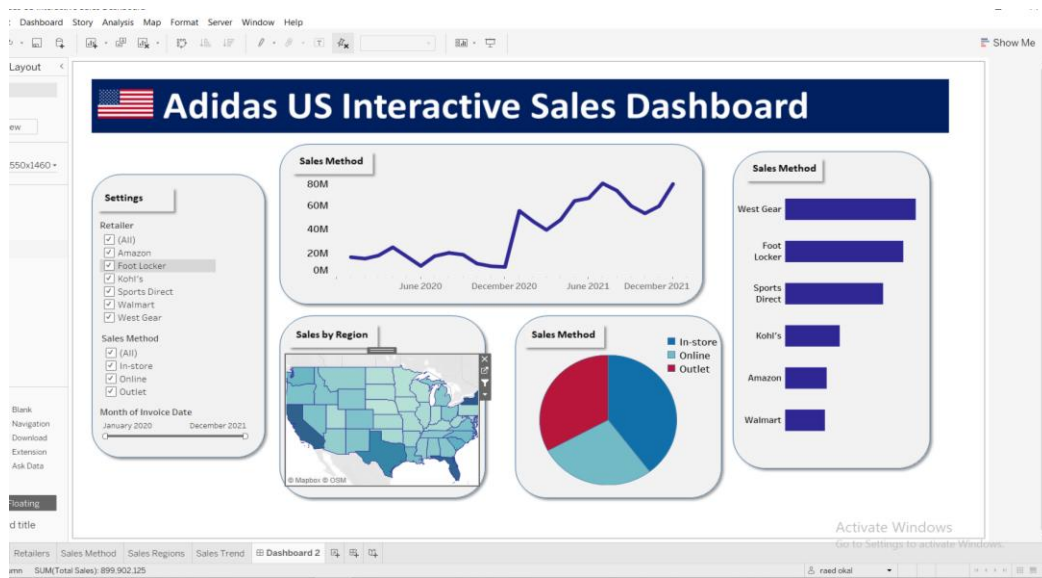 Dashboard Story Analysis Map Format Server Window Help
Show Me
Layout
550x1460
Adidas US Interactive Sales Dashboard
Settings
Retailer
(All)
Amazon
Foot Locker
Kohl's
Sports Direct
Walmart
West Gear
Sales Method
(All)
In-store
Online
Outlet
Month of Invoice Date
January 2020 December 2021
Sales Method
80M
60M
40M
20M
0M
June 2020 December 2020 June 2021 December 2021
Sales by Region
© Mapbox © OSM
Sales Method
In-store
Online
Outlet
Sales Method
West Gear
Foot
Locker
Sports
Direct
Kohl's
Amazon
Walmart
Blank
Navigation
Download
Extension
Ask Data
Floating
d title
Activate Windows
Go to Settings to activate Windows.
Retailers Sales Method Sales Regions Sales Trend Dashboard 2
umn SUM(Total Sales): 899.902.125
raed okal